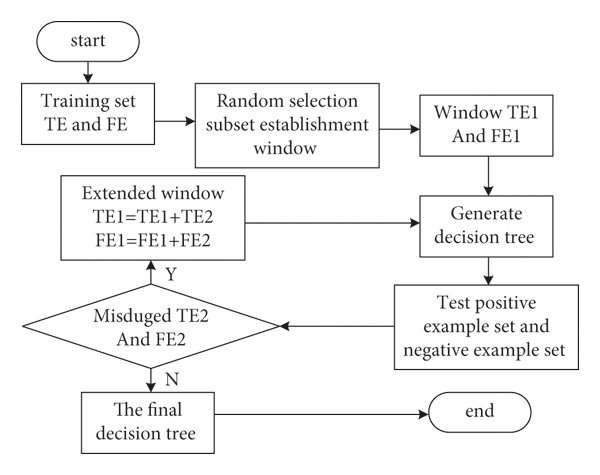 start
Training set
TE and FE
Random selection
subset establishment
window
Window TE1
And FE1
Extended window
TE1=TE1+TE2
FE1=FE1+FE2
Generate
decision tree
Y
Misduged TE2
And FE2
Test positive
example set and
negative example set
N
The final
decision tree
end